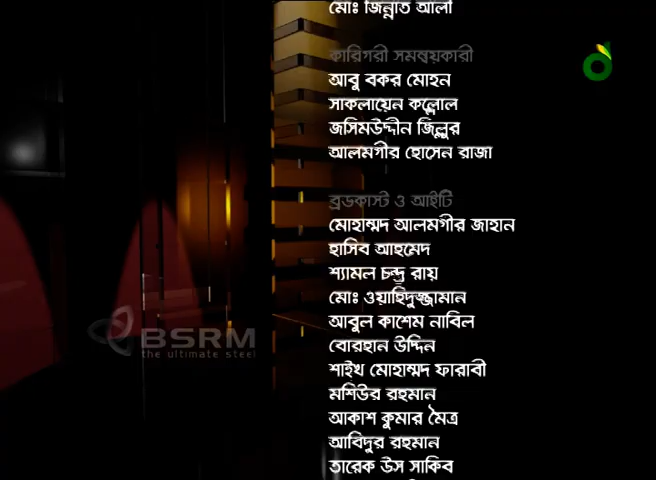 মোঃ জিন্নাত আলী
কারিগরী সমন্বয়কারী
আবু বকর মোহন
সাকলায়েন কল্লোল
জসিমউদ্দীন জিল্লুর
আলমগীর হোসেন রাজা
ব্রডকাস্ট ও আইটি
মোহাম্মদ আলমগীর জাহান
হাসিব আহমেদ
শ্যামল চন্দ্র রায়
মোঃ ওয়াহিদুজ্জামান
আবুল কাশেম নাবিল
বোরহান উদ্দিন
শাইখ মোহাম্মদ ফারাবী
মশিউর রহমান
আকাশ কুমার মৈত্র
আবিদুর রহমান
তারেক উস সাকিব
BSRM
the ultimate steel